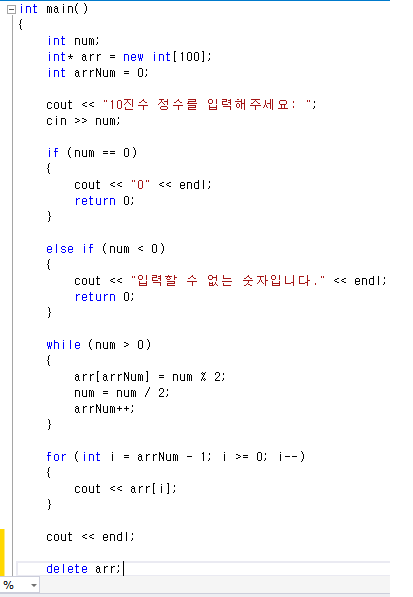 int main()
{
int num;
int* arr = new int[100];
int arrNum = 0;
cout << "10진수 정수를 입력해주세요: ";
cin >> num;
if (num == 0)
{
cout << "0" << endl;
return 0;
}
else if (num < 0)
{
cout << "입력할 수 없는 숫자입니다." << endl;
return 0;
}
while (num > 0)
{
arr[arrNum] = num % 2;
num = num / 2;
arrNum++;
}
for (int i = arrNum - 1; i >= 0; i--)
{
cout << arr[i];
}
cout << endl;
delete arr;
%